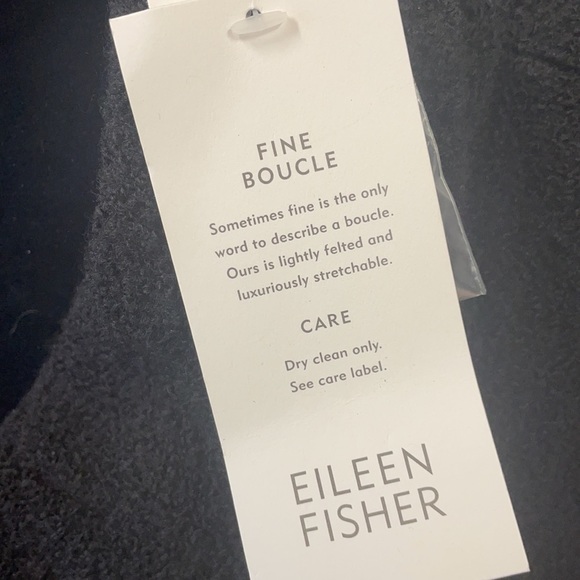 FINE
BOUCLE
Sometimes fine is the only
word to describe a boucle.
Ours is lightly felted and
luxuriously stretchable.
CARE
Dry clean only.
See care label.
EILEEN
FISHER